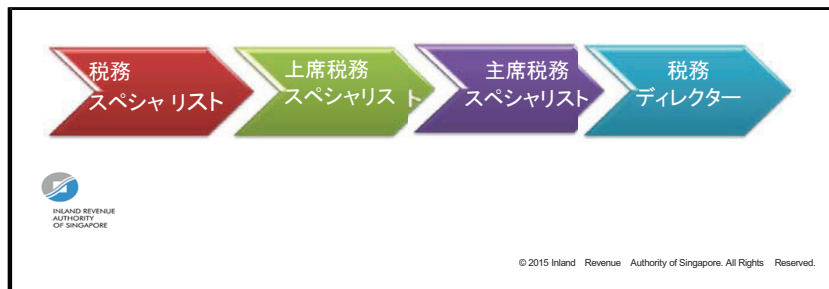 税務
スペシャリスト
上席税務
スペシャリスト
主席税務
スペシャリスト
税務
ディレクター
INLAND REVENUE
AUTHORITY
OF SINGAPORE
© 2015 Inland Revenue Authority of Singapore. All Rights Reserved.